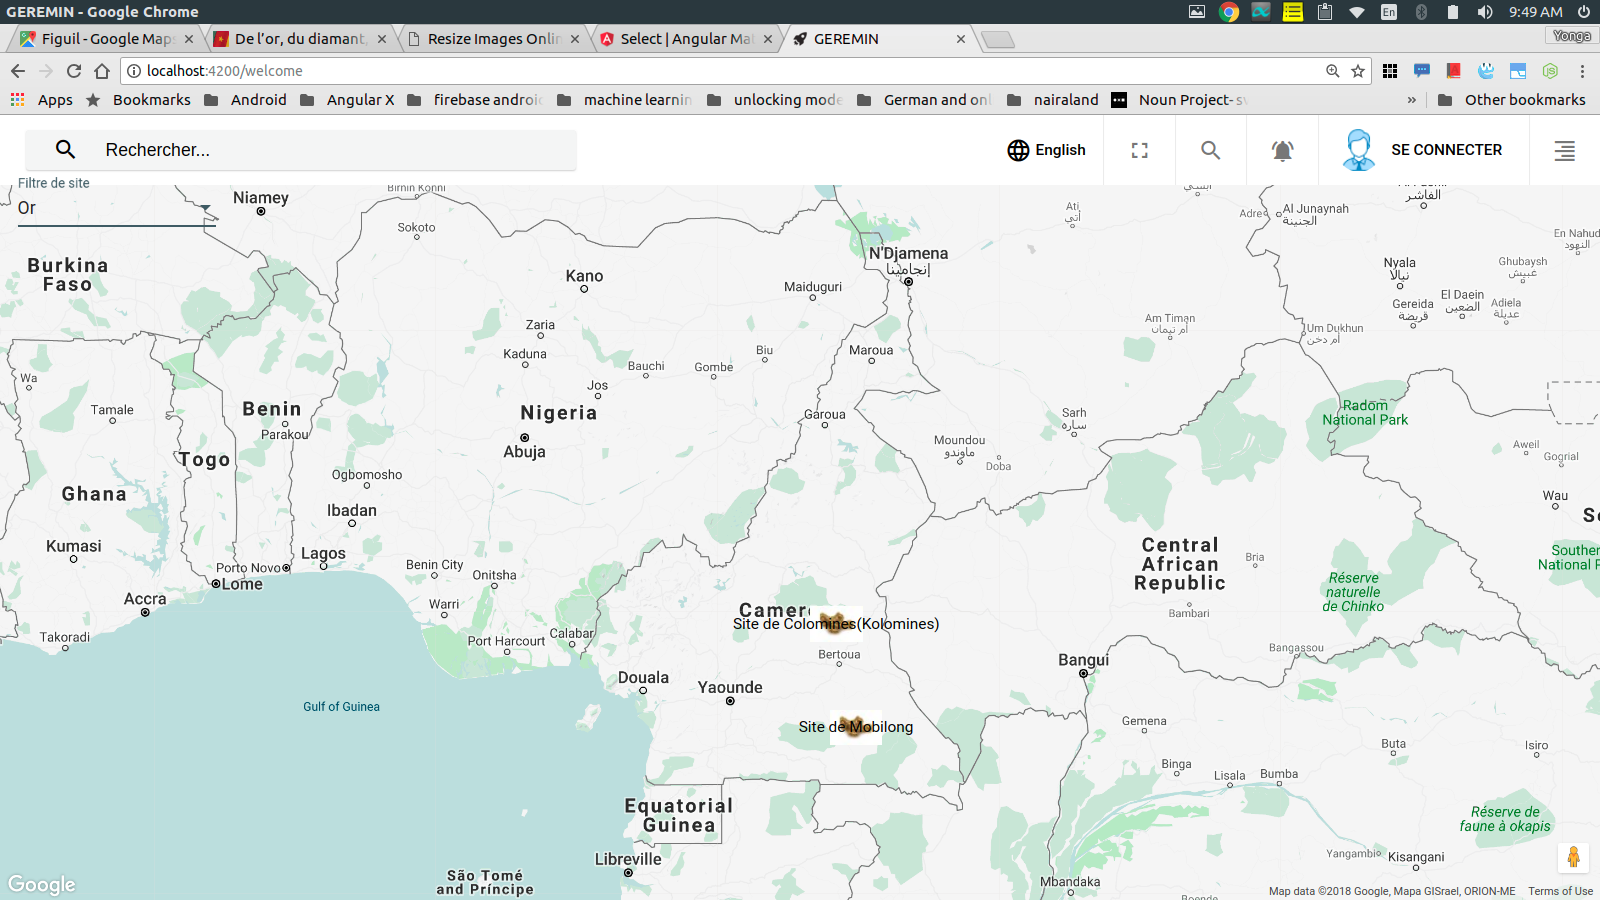 GEREMIN - Google Chrome
En
9:49 AM
Figuil - Google Maps
De l'or, du diamant,
Resize Images Onlin
Select | Angular Mat
GEREMIN
Yonga
localhost:4200/welcome
Apps
Bookmarks
Android
Angular X
firebase androi
machine learnin
unlocking mode
German and onl
nairaland
Noun Project- sv
»
Other bookmarks
Rechercher...
English
SE CONNECTER
Filtre de site
Or
Niamey
Birnin Konni
Sokoto
Burkina
Faso
Kano
Maiduguri
N'Djamena
إنجامينا
Ati
أتي
Adre
Al Junaynah
الجنينة
الفاشر
En Nahud
النهود
Nyala
نيالا
Ghubaysh
غبيش
Gereida
قريضة
El Daein
الضعين
Adiela
عديلة
Zaria
Kaduna
Bauchi
Gombe
Biu
Maroua
Am Timan
أم تيمان
Um Dukhun
أم دخن
Wa
Tamale
Jos
Benin
Parakou
Nigeria
Abuja
Garoua
Sarh
ساره
Moundou
ماوندو
Doba
Radom
National Park
Aweil
Gogrial
Togo
Ghana
Ogbomosho
Ibadan
Wau
Kumasi
Lagos
Porto Novo
Lome
Benin City
Onitsha
Central
African
Republic
Bria
Réserve
naturelle
de Chinko
Accra
Warri
Takoradi
Port Harcourt
Calabar
Bambari
Site de Colomines(Kolomines)
Bertoua
Bangassou
Bangui
Douala
Yaounde
Gulf of Guinea
Site de Mobilong
Gemena
Buta
Isiro
Binga
Lisala
Bumba
Equatorial
Guinea
Réserve de
faune à okapis
Libreville
Yangambi
Kisangani
São Tomé
and Príncipe
Mbandaka
Boende
Google
Map data ©2018 Google, Mapa GISrael, ORION-ME
Terms of Use